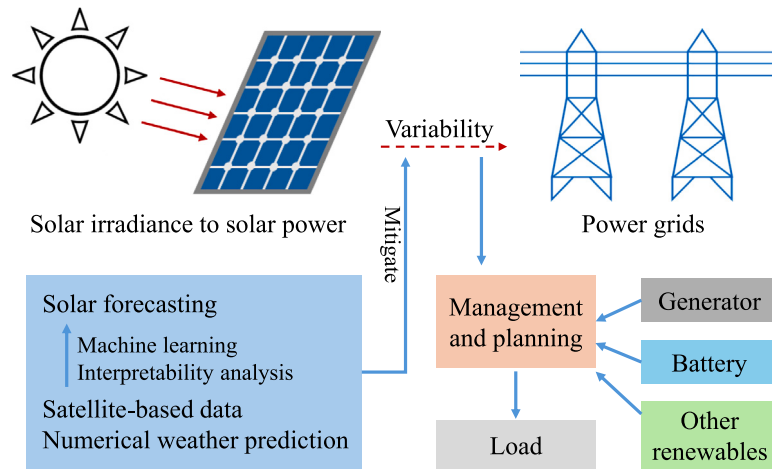 Variability
Solar irradiance to solar power
Mitigate
Power grids
Solar forecasting
Machine learning
Interpretability analysis
Satellite-based data
Numerical weather prediction
Management
and planning
Load
Generator
Battery
Other
renewables